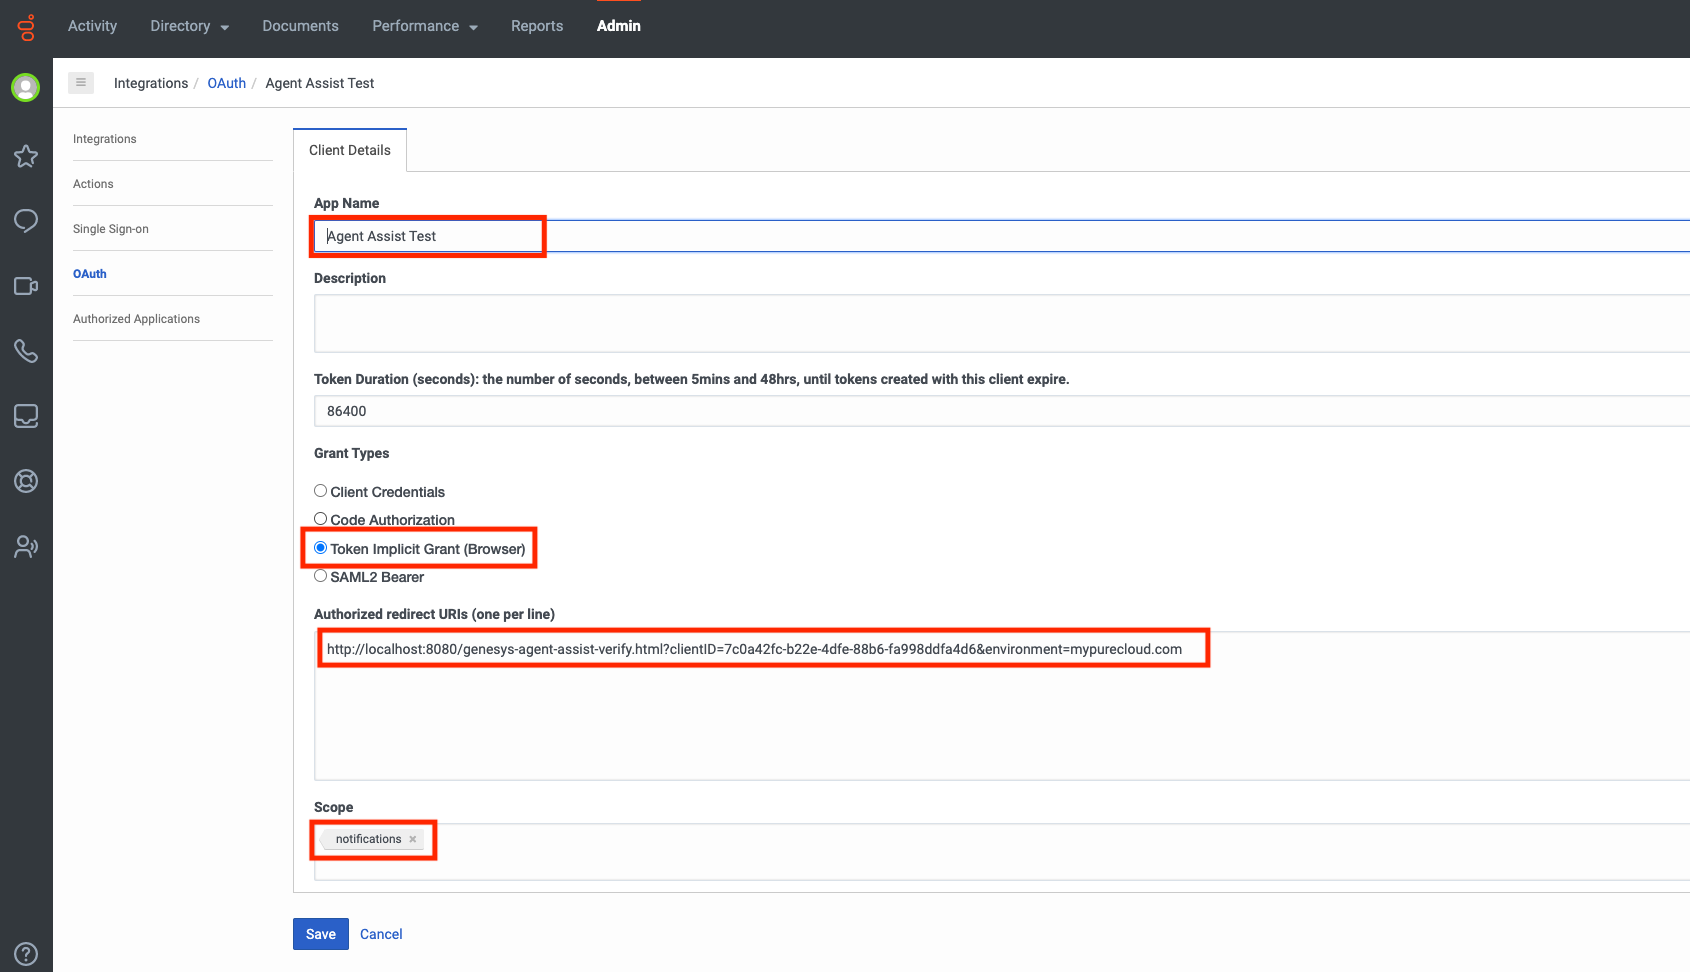 Activity Directory Documents Performance Reports Admin
Integrations / OAuth / Agent Assist Test
Integrations
Actions
Single Sign-on
OAuth
Authorized Applications
Client Details
App Name
Agent Assist Test
Description
Token Duration (seconds): the number of seconds, between 5mins and 48hrs, until tokens created with this client expire.
86400
Grant Types
Client Credentials
Code Authorization
Token Implicit Grant (Browser)
SAML2 Bearer
Authorized redirect URIs (one per line)
http://localhost:8080/genesys-agent-assist-verify.html?clientID=7c0a42fc-b22e-4dfe-88b6-fa998ddfa4d6&environment=mypurecloud.com
Scope
notifications ×
Save Cancel